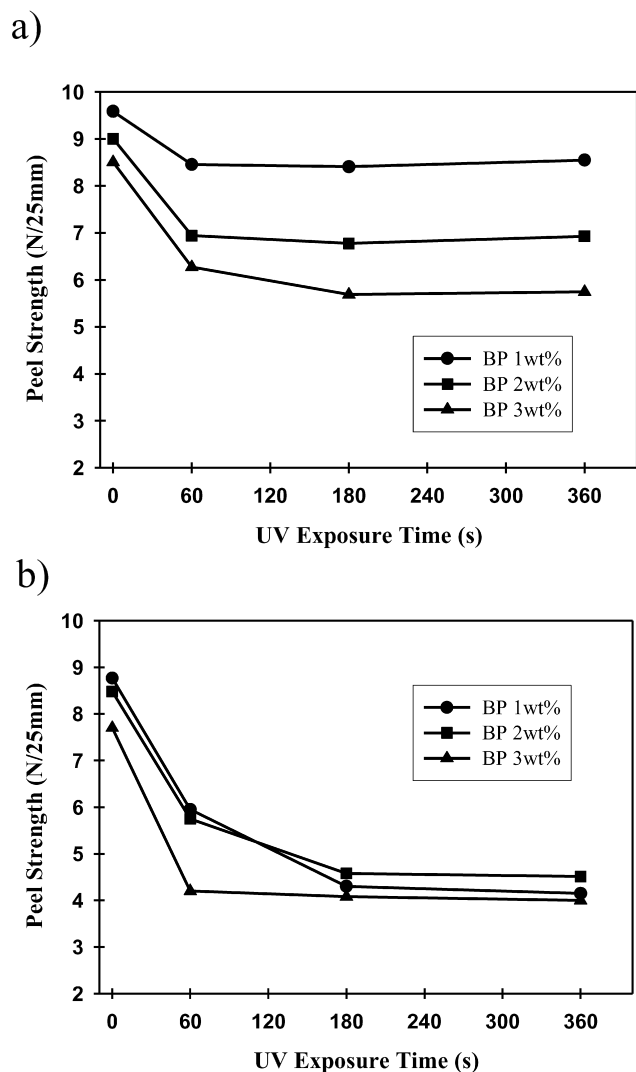 a)
10
9
8
7
6
5
4
3
2
Peel Strength (N/25mm)
BP 1wt%
BP 2wt%
BP 3wt%
0 60 120 180 240 300 360
UV Exposure Time (s)
b)
10
9
8
7
6
5
4
3
2
Peel Strength (N/25mm)
BP 1wt%
BP 2wt%
BP 3wt%
0 60 120 180 240 300 360
UV Exposure Time (s)